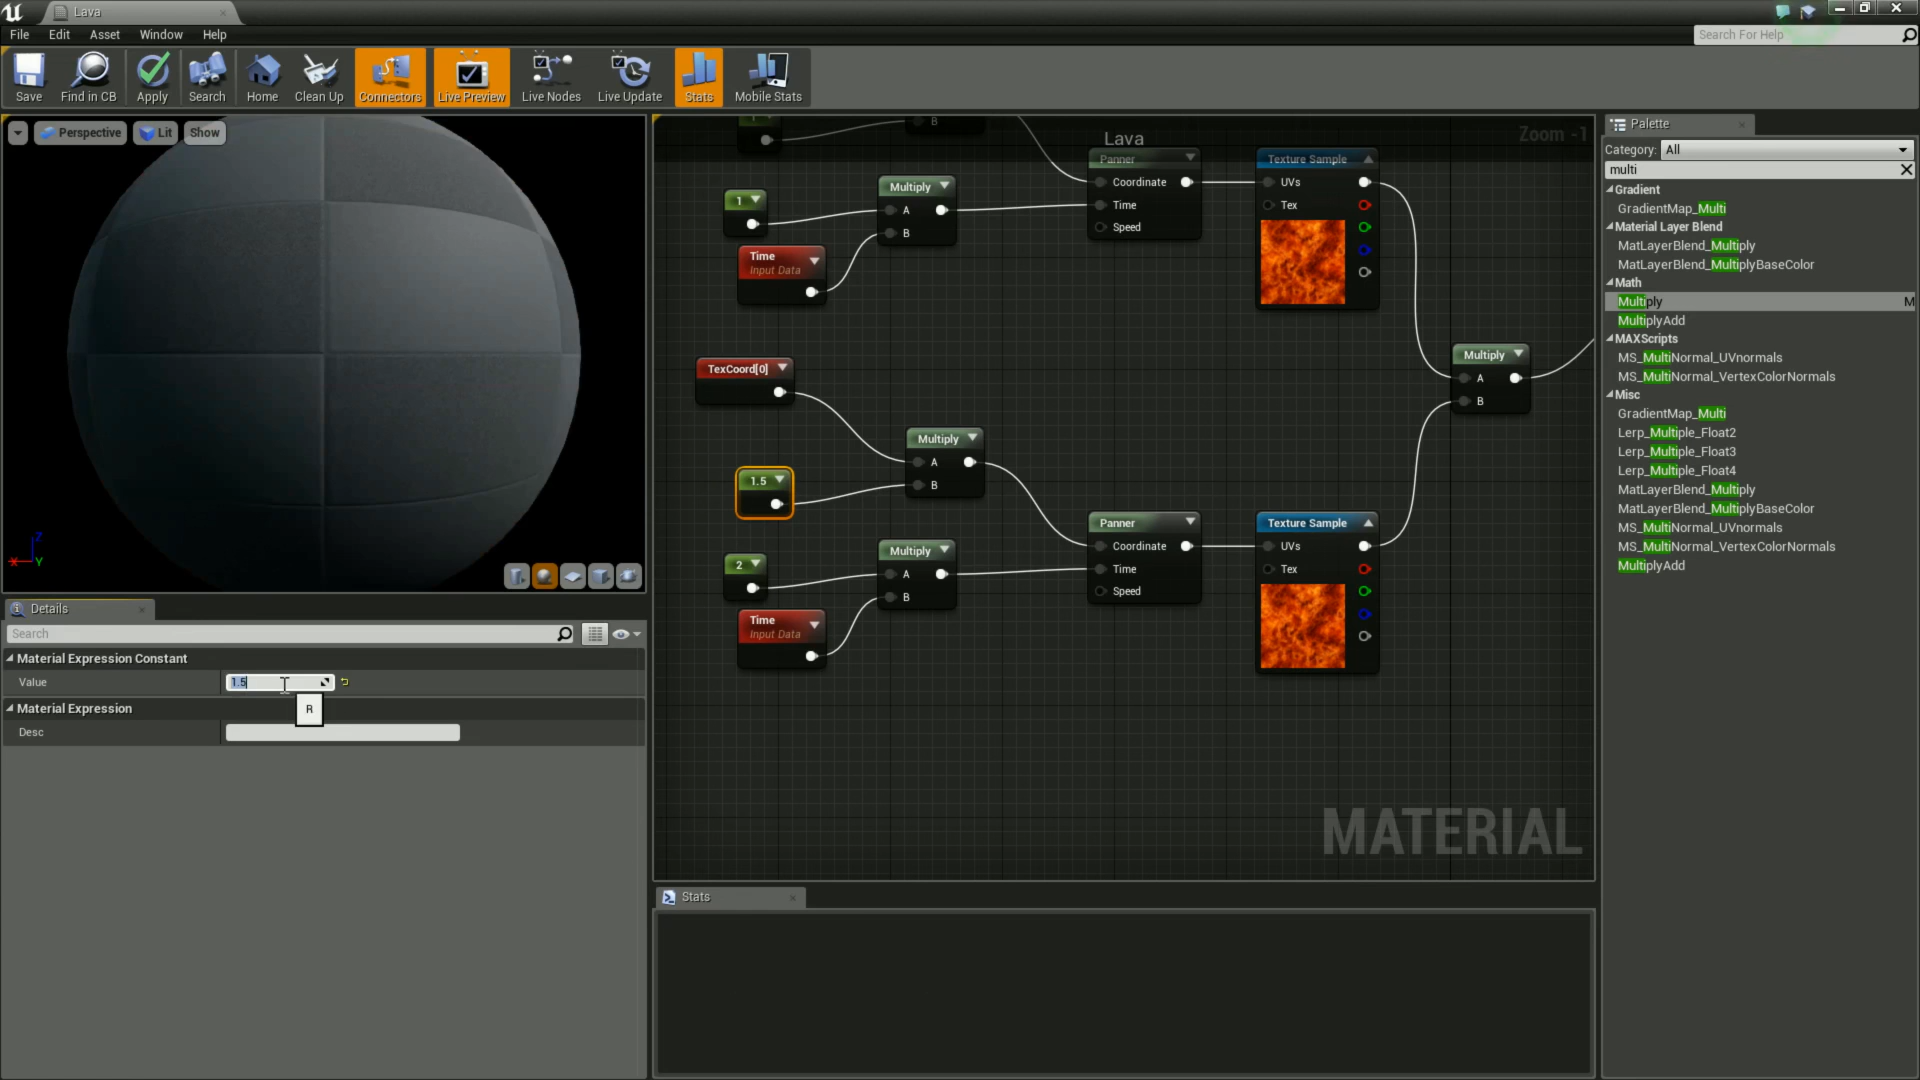 Lava
File Edit Asset Window Help
Search For Help
Save Find in CB Apply Search Home Clean Up Connectors Live Preview Live Nodes Live Update Stats Mobile Stats
Perspective Lit Show
Z
X
Y
Details
Search
Material Expression Constant
Value 1.5
R
Material Expression
Desc
Lava
Zoom -1
B
Panner
Coordinate
Time
Speed
Texture Sample
UVs
Tex
1
Multiply
A
B
Time
Input Data
TexCoord[0]
Multiply
A
B
1.5
Multiply
A
B
2
Multiply
A
B
Time
Input Data
Panner
Coordinate
Time
Speed
Texture Sample
UVs
Tex
MATERIAL
Stats
Palette
Category: All
multi
Gradient
GradientMap_Multi
Material Layer Blend
MatLayerBlend_Multiply
MatLayerBlend_MultiplyBaseColor
Math
Multiply M
MultiplyAdd
MAXScripts
MS_MultiNormal_UVnormals
MS_MultiNormal_VertexColorNormals
Misc
GradientMap_Multi
Lerp_Multiple_Float2
Lerp_Multiple_Float3
Lerp_Multiple_Float4
MatLayerBlend_Multiply
MatLayerBlend_MultiplyBaseColor
MS_MultiNormal_UVnormals
MS_MultiNormal_VertexColorNormals
MultiplyAdd